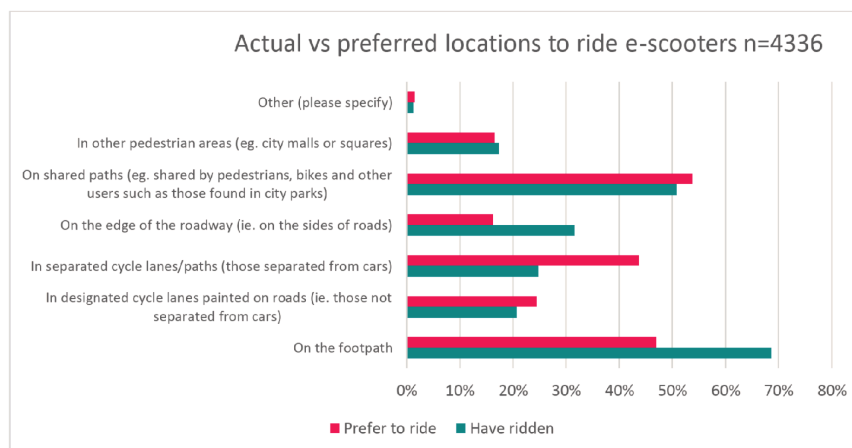 Actual vs preferred locations to ride e-scooters n=4336
Other (please specify)
In other pedestrian areas (eg. city malls or squares)
On shared paths (eg. shared by pedestrians, bikes and other
users such as those found in city parks)
On the edge of the roadway (ie. on the sides of roads)
In separated cycle lanes/paths (those separated from cars)
In designated cycle lanes painted on roads (ie. those not
separated from cars)
On the footpath
0% 10% 20% 30% 40% 50% 60% 70% 80%
Prefer to ride Have ridden